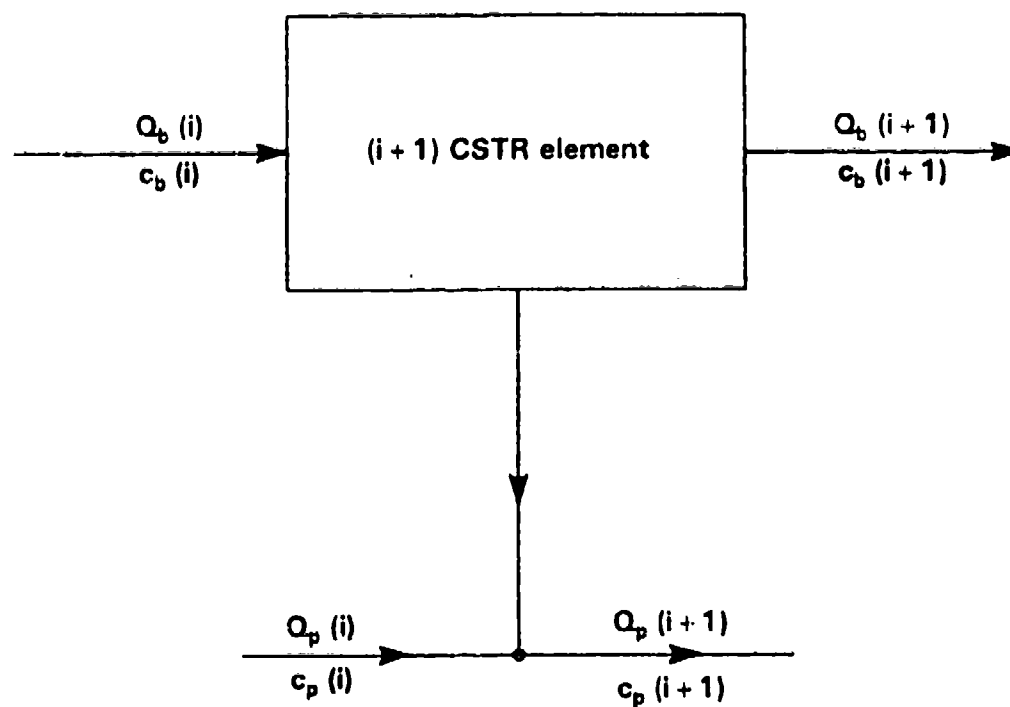 Q_b (i)
c_b (i)
(i + 1) CSTR element
Q_b (i + 1)
c_b (i + 1)
Q_p (i)
c_p (i)
Q_p (i + 1)
c_p (i + 1)